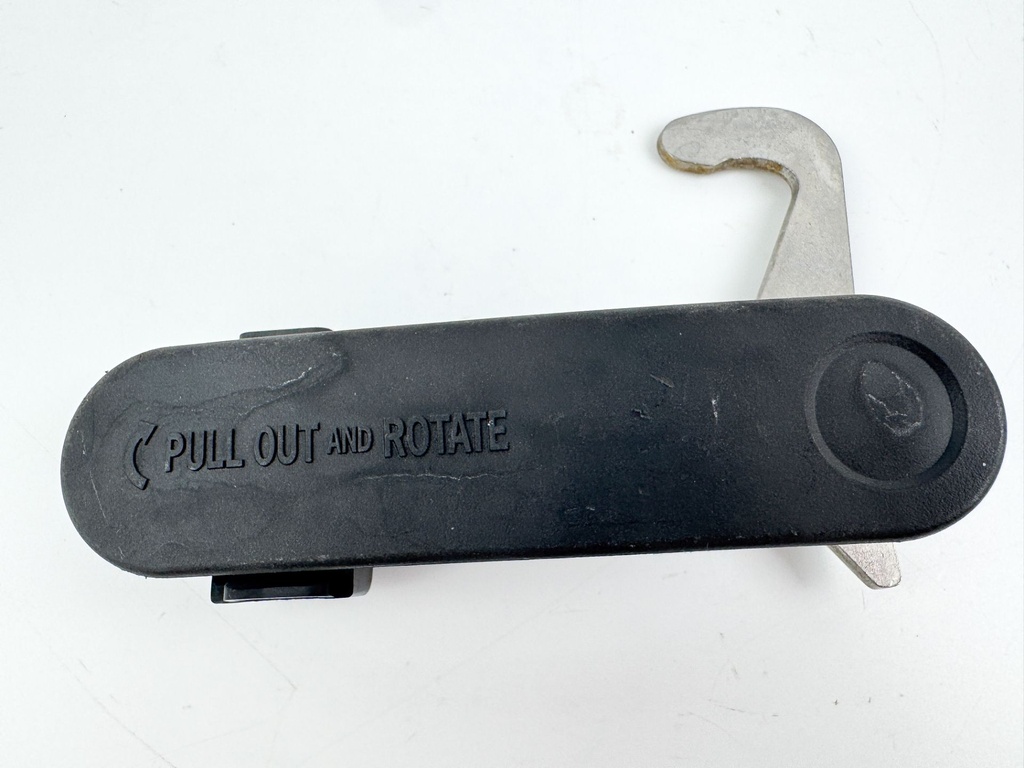 PULL OUT AND ROTATE